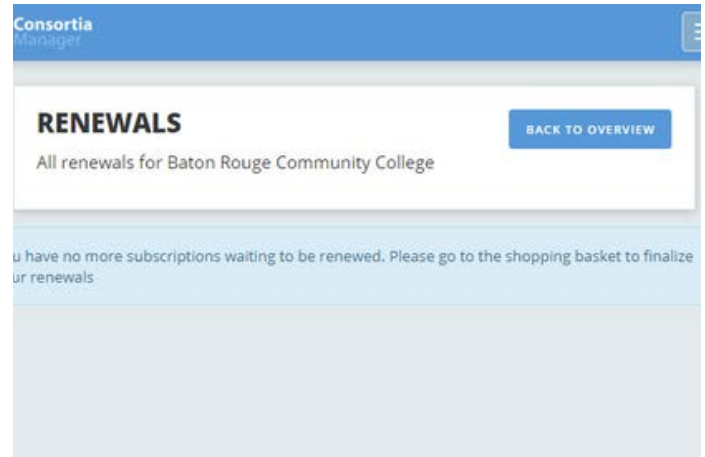 Consortia
Manager
RENEWALS
BACK TO OVERVIEW
All renewals for Baton Rouge Community College
u have no more subscriptions waiting to be renewed. Please go to the shopping basket to finalize
ur renewals